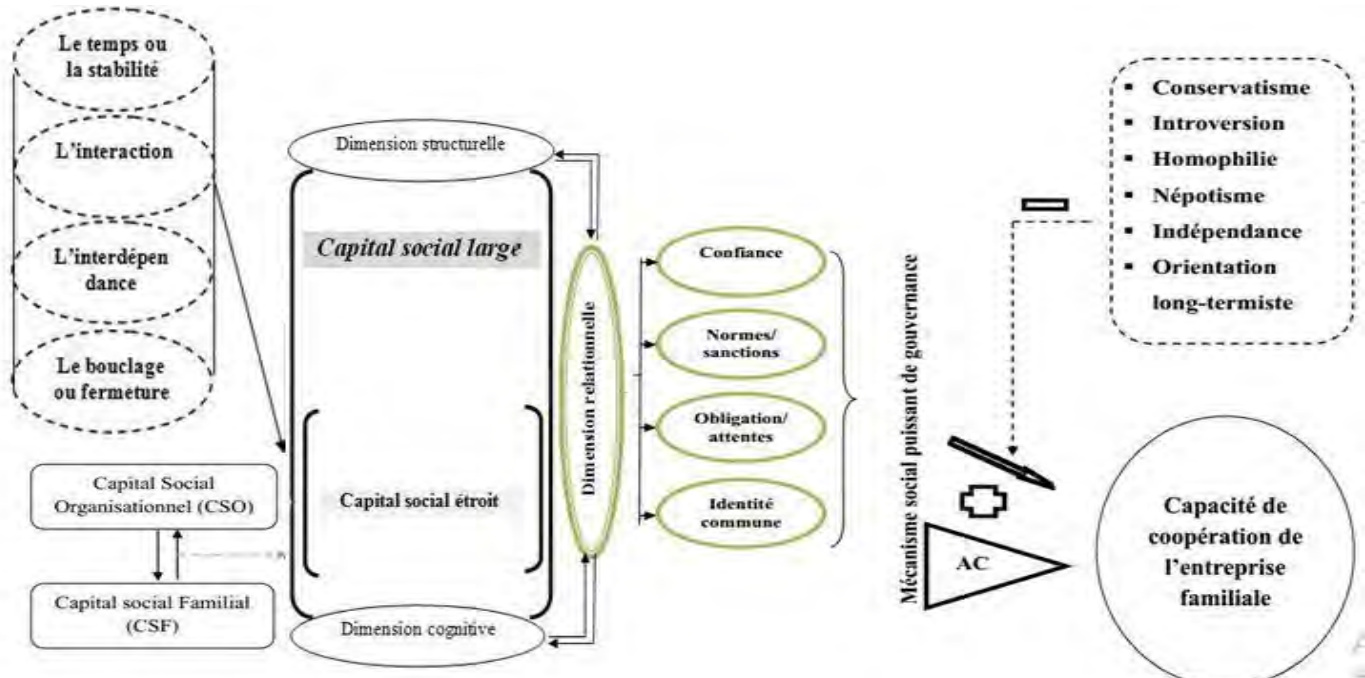 Le temps ou
la stabilité
L'interaction
L'interdépen
dance
Le bouclage
ou fermeture
Capital Social
Organisationnel (CSO)
Capital social Familial
(CSF)
Dimension structurelle
Capital social large
Capital social étroit
Dimension cognitive
Dimension relationnelle
Confiance
Normes/
sanctions
Obligation/
attentes
Identité
commune
Mécanisme social puissant de gouvernance
▪ Conservatisme
▪ Introversion
▪ Homophilie
▪ Népotisme
▪ Indépendance
▪ Orientation
long-termiste
AC
Capacité de
coopération de
l'entreprise
familiale